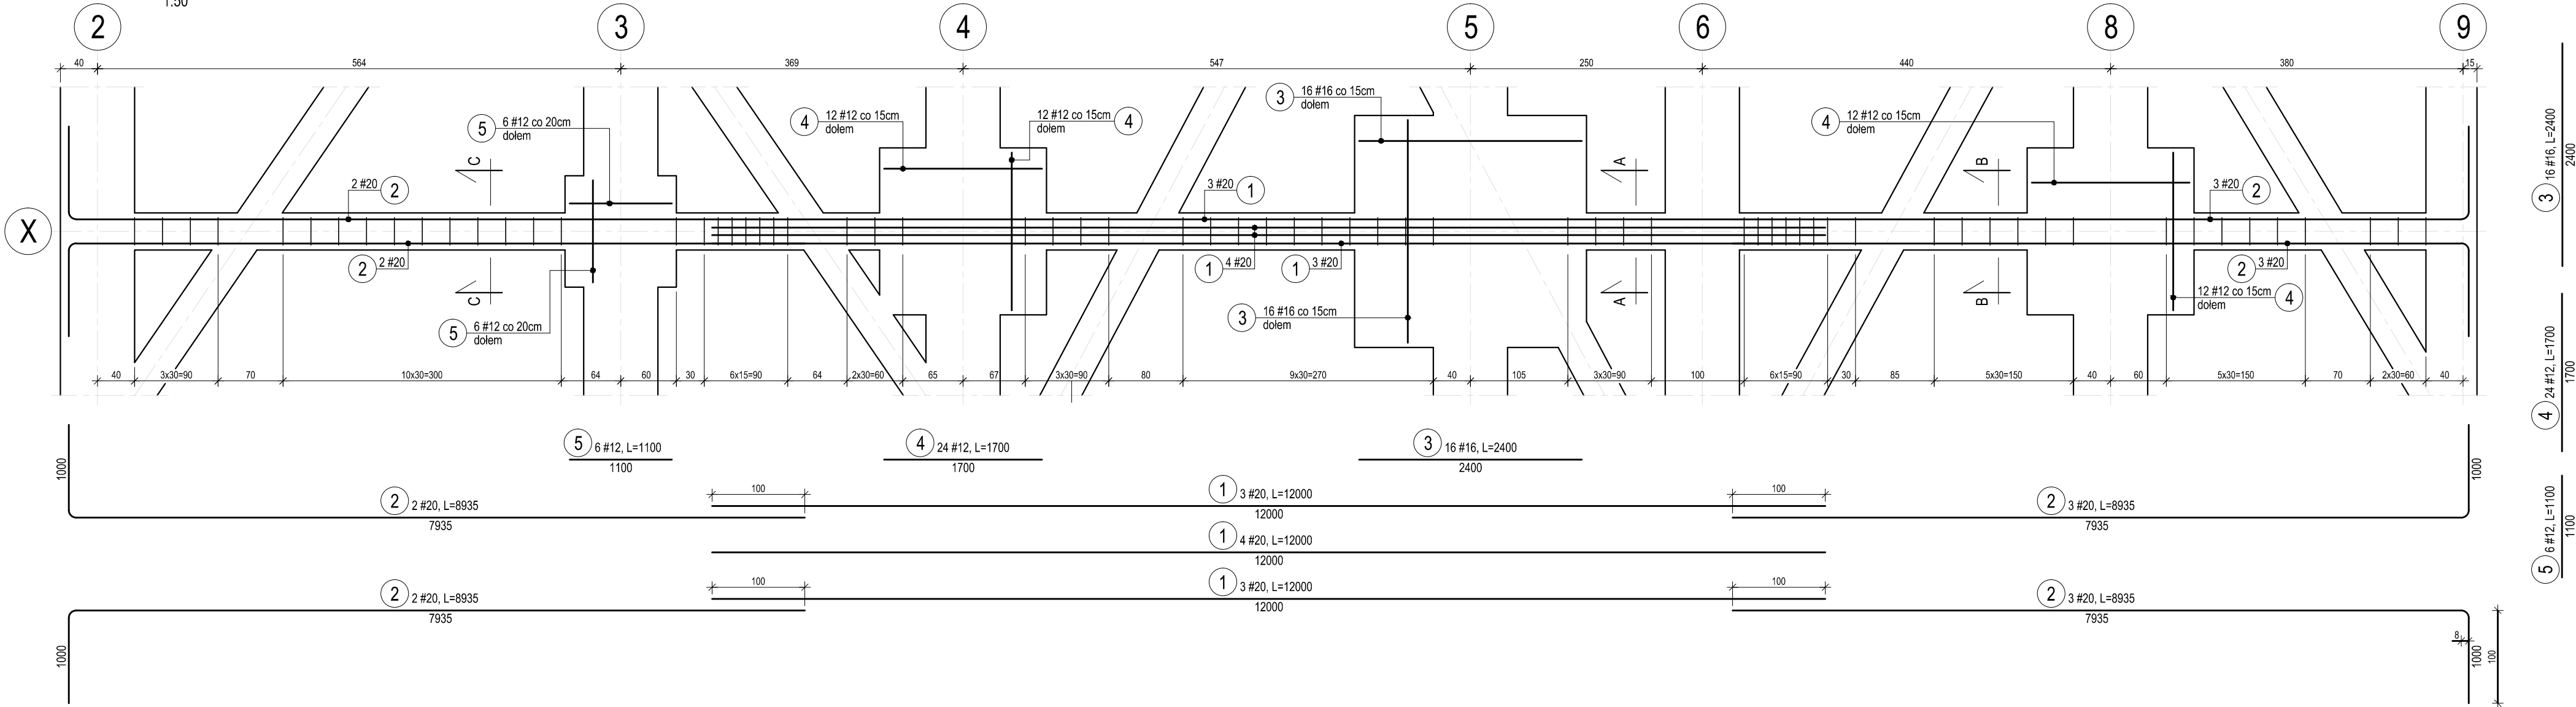 1:50
2
3
4
5
6
8
9
40
564
369
547
250
440
380
15
3
16 #16 co 15cm
dołem
5
6 #12 co 20cm
dołem
4
12 #12 co 15cm
dołem
12 #12 co 15cm
dołem
4
4
12 #12 co 15cm
dołem
C
A
B
2 #20
2
3 #20
1
3 #20
2
X
2
2 #20
1
4 #20
1
3 #20
2
3 #20
C
A
B
3
16 #16 co 15cm
dołem
12 #12 co 15cm
dołem
4
5
6 #12 co 20cm
dołem
40
3x30=90
70
10x30=300
64
60
30
6x15=90
64
2x30=60
65
67
3x30=90
80
9x30=270
40
105
3x30=90
100
6x15=90
30
85
5x30=150
40
60
5x30=150
70
2x30=60
40
5
6 #12, L=1100
1100
4
24 #12, L=1700
1700
3
16 #16, L=2400
2400
1000
2
2 #20, L=8935
7935
100
1
3 #20, L=12000
12000
100
2
3 #20, L=8935
7935
1000
1
4 #20, L=12000
12000
2
2 #20, L=8935
7935
1000
100
1
3 #20, L=12000
12000
100
2
3 #20, L=8935
7935
8
1000
100
3
16 #16, L=2400
2400
4
24 #12, L=1700
1700
5
6 #12, L=1100
1100